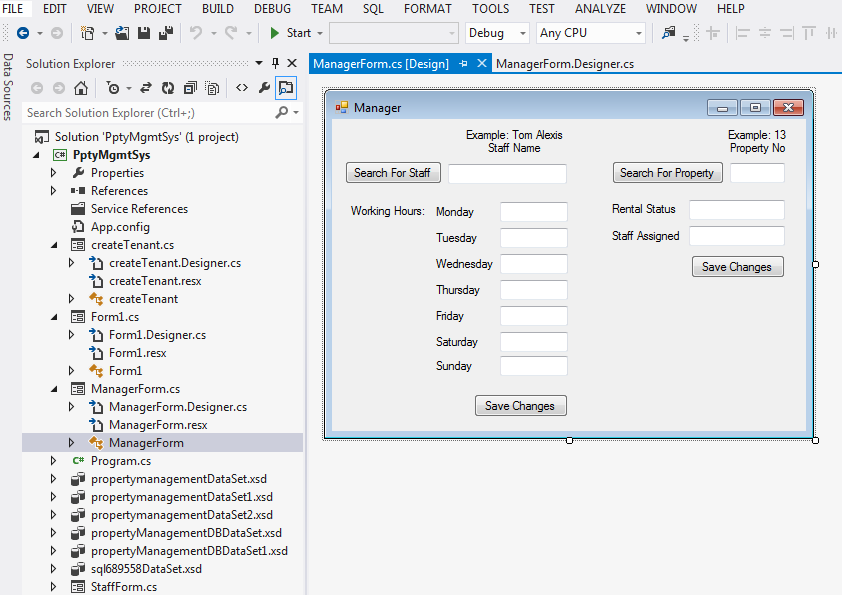 FILE EDIT VIEW PROJECT BUILD DEBUG TEAM SQL FORMAT TOOLS TEST ANALYZE WINDOW HELP
Start Debug Any CPU
Data Sources
Solution Explorer
Search Solution Explorer (Ctrl+;)
Solution 'PptyMgmtSys' (1 project)
C# PptyMgmtSys
Properties
References
Service References
App.config
createTenant.cs
createTenant.Designer.cs
createTenant.resx
createTenant
Form1.cs
Form1.Designer.cs
Form1.resx
Form1
ManagerForm.cs
ManagerForm.Designer.cs
ManagerForm.resx
ManagerForm
C# Program.cs
propertymanagementDataSet.xsd
propertymanagementDataSet1.xsd
propertymanagementDataSet2.xsd
propertyManagementDBDataSet.xsd
propertyManagementDBDataSet1.xsd
sql689558DataSet.xsd
StaffForm.cs
ManagerForm.cs [Design] ManagerForm.Designer.cs
Manager
Example: Tom Alexis
Staff Name
Example: 13
Property No
Search For Staff
Search For Property
Working Hours: Monday
Tuesday
Wednesday
Thursday
Friday
Saturday
Sunday
Save Changes
Rental Status
Staff Assigned
Save Changes